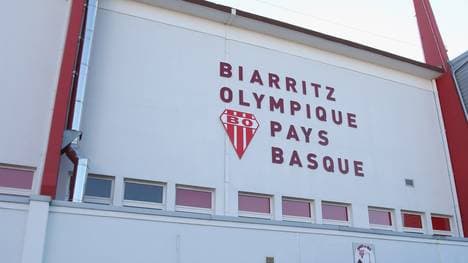 BIARRITZ
OLYMPIQUE
BO
PAYS
BASQUE